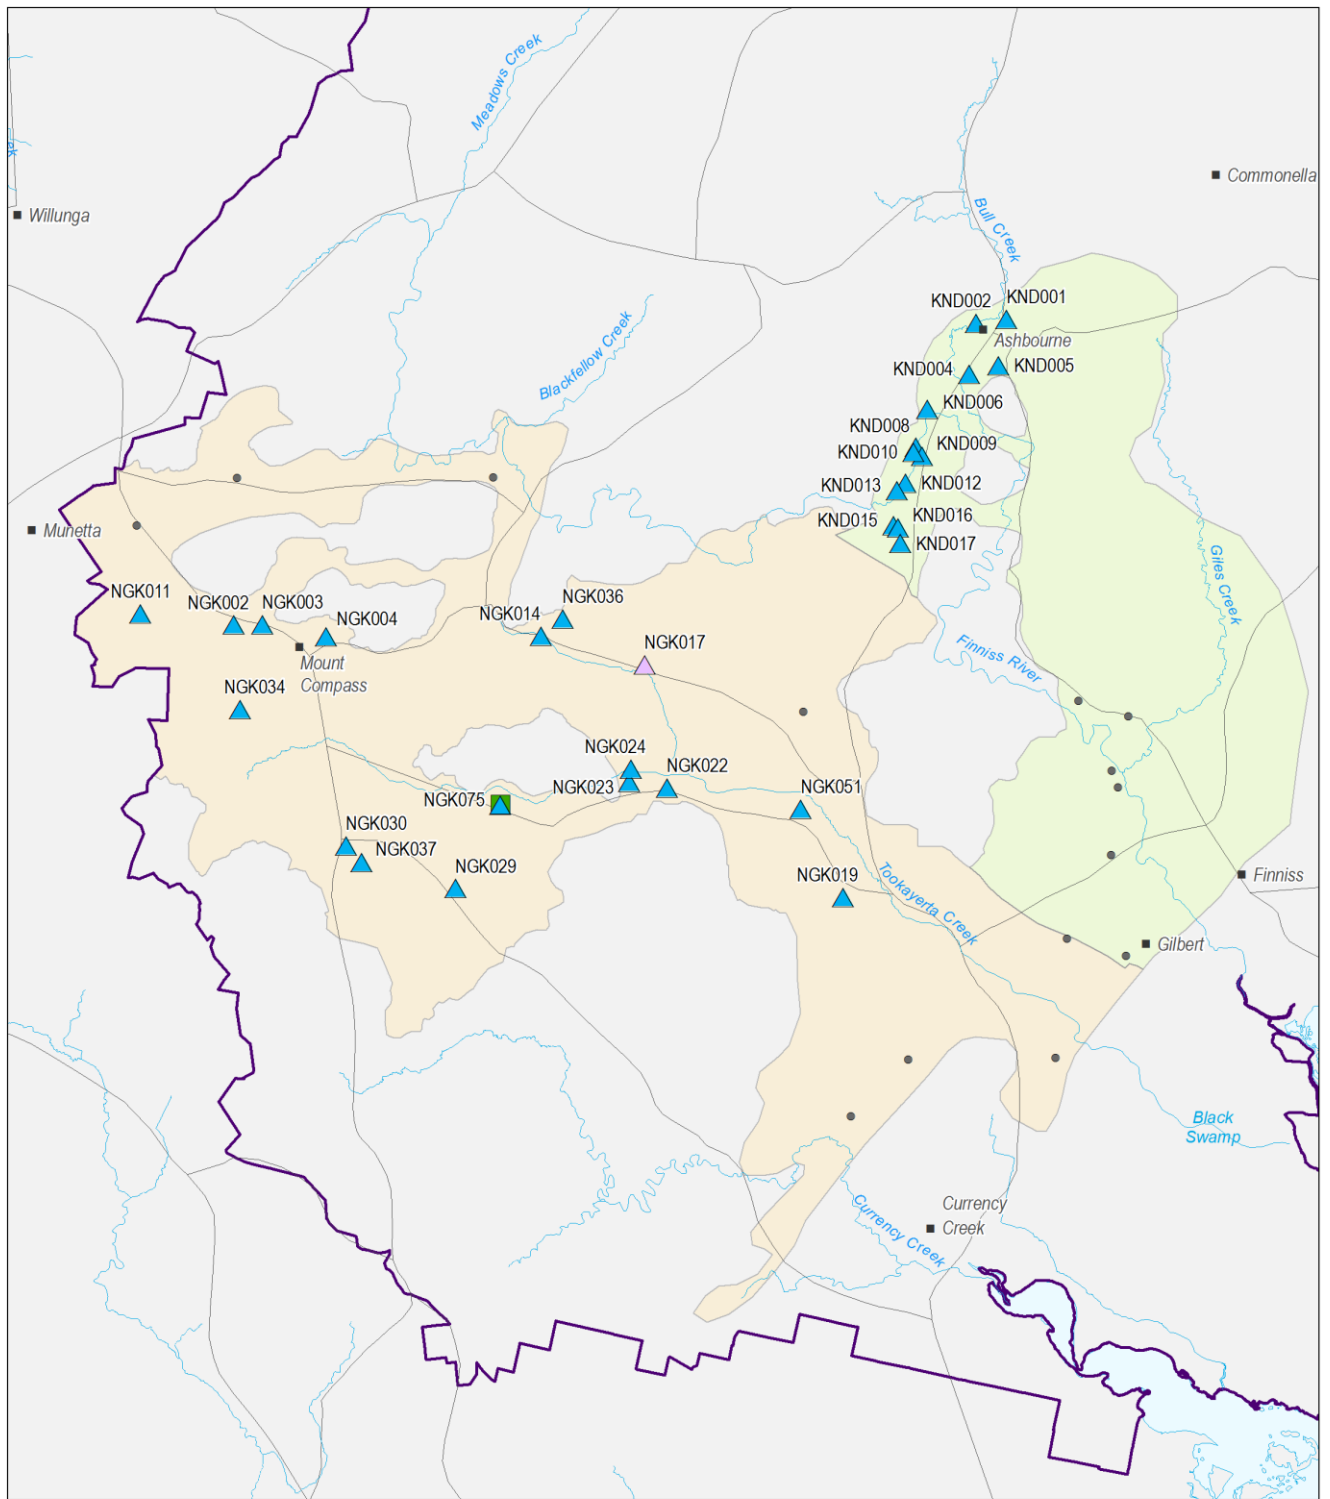 Meadows Creek
Commonella
Willunga
Bull Creek
KND002
KND001
Ashbourne
Blackfellow Creek
KND004
KND005
KND006
KND008
KND009
KND010
KND012
KND013
KND015
KND016
KND017
Munetta
Giles Creek
NGK011
NGK002
NGK003
NGK004
NGK014
NGK036
NGK017
Finniss River
Mount
Compass
NGK034
NGK024
NGK022
NGK023
NGK075
NGK051
NGK030
NGK037
NGK029
NGK019
Tookayerta Creek
Finniss
Gilbert
Black
Swamp
Currency
Creek
Currency Creek
eek